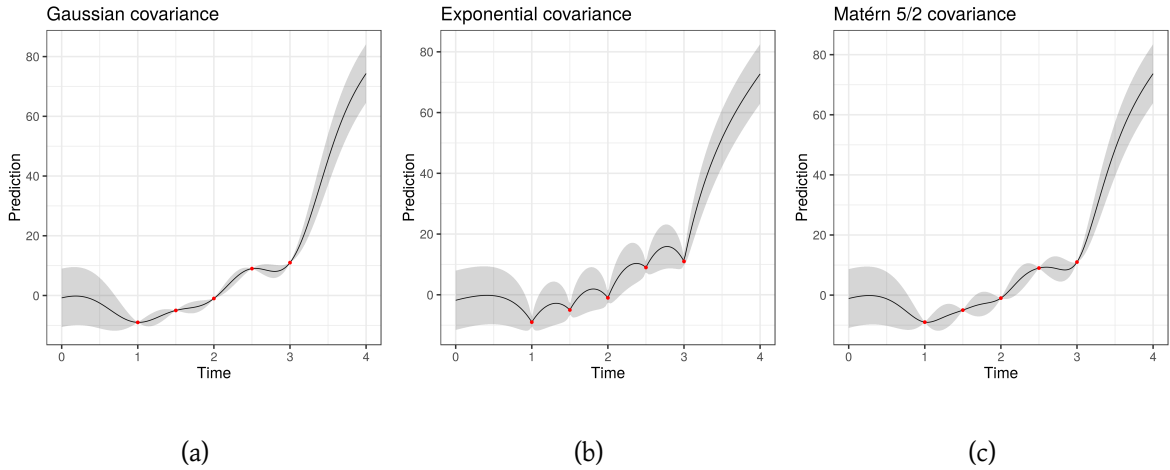 Gaussian covariance
Prediction
80
60
40
20
0
0 1 2 3 4
Time
(a)
Exponential covariance
Prediction
80
60
40
20
0
0 1 2 3 4
Time
(b)
Matérn 5/2 covariance
Prediction
80
60
40
20
0
0 1 2 3 4
Time
(c)